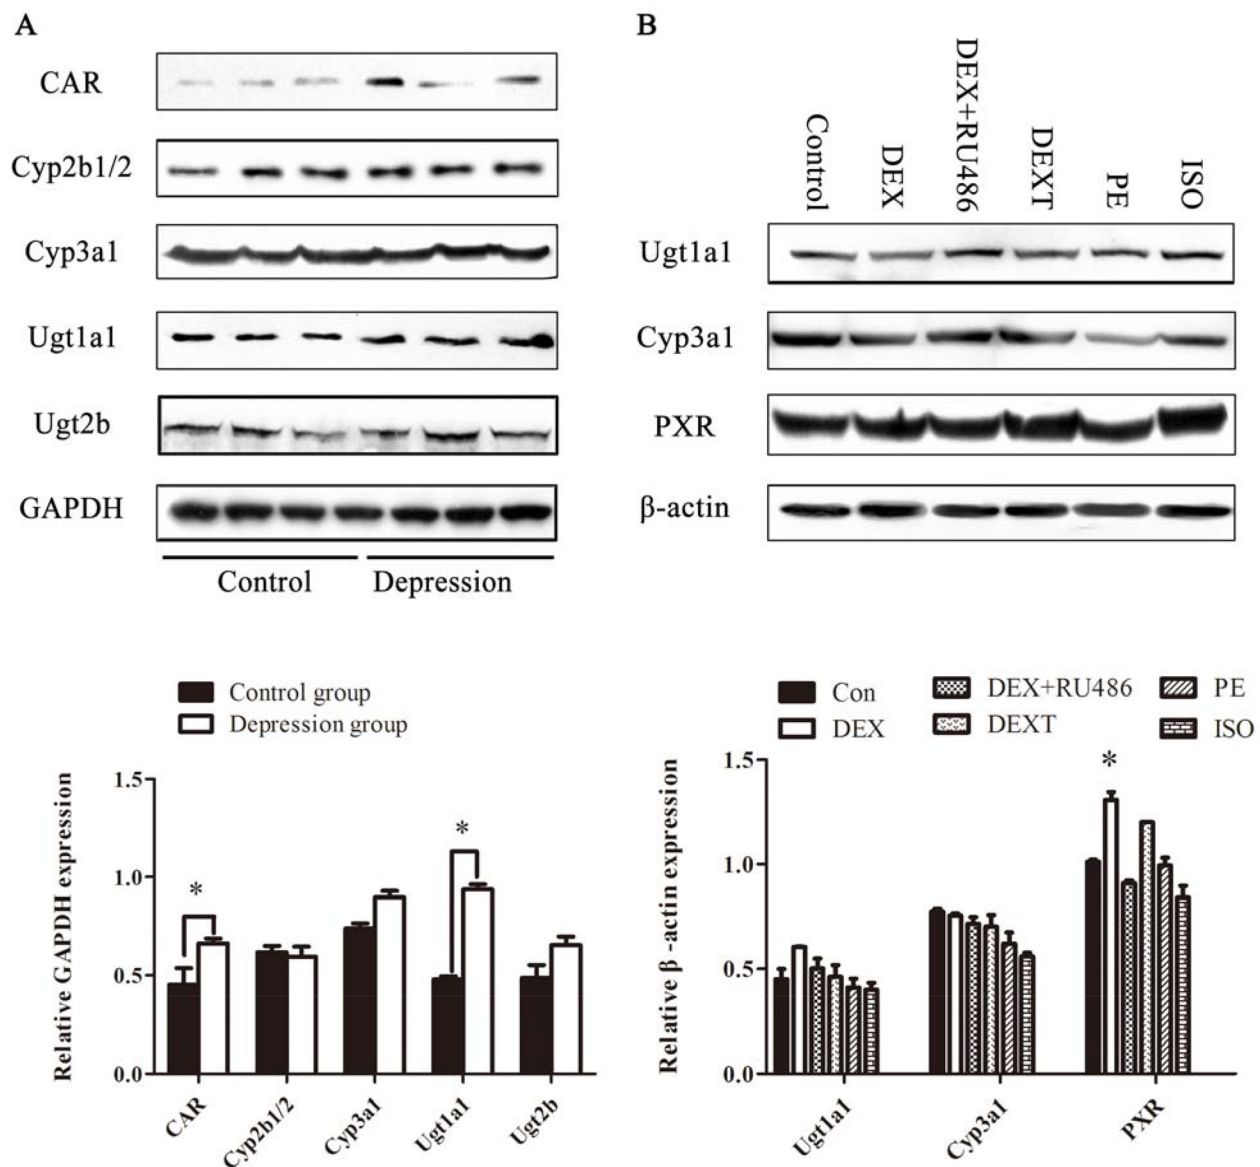 A
CAR
Cyp2b1/2
Cyp3a1
Ugt1a1
Ugt2b
GAPDH
Control Depression
B
Control DEX DEX+RU486 DEXT PE ISO
Ugt1a1
Cyp3a1
PXR
β-actin
Control group
Depression group
Relative GAPDH expression
1.5
1.0
0.5
0.0
*
*
CAR Cyp2b1/2 Cyp3a1 Ugt1a1 Ugt2b
Con DEX+RU486 PE
DEX DEXT ISO
Relative β -actin expression
1.5
1.0
0.5
0.0
*
Ugt1a1 Cyp3a1 PXR